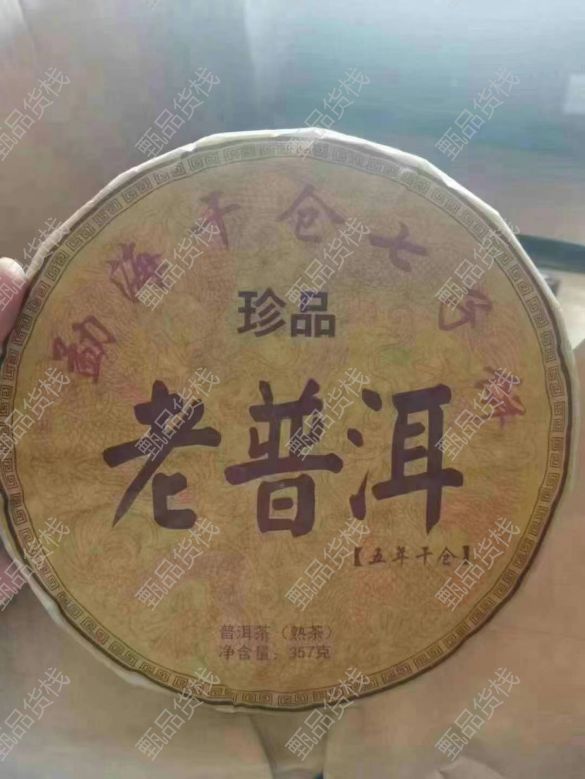 勐海干仓七子饼
珍品
老普洱
【五年干仓】
普洱茶（熟茶）
净含量：357克
甄品货栈